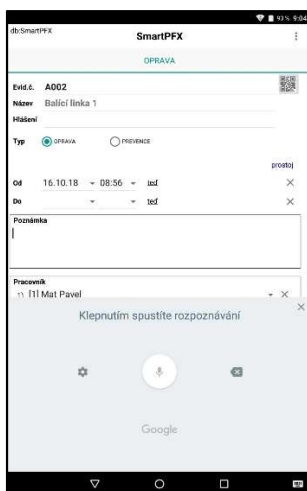 93% 9:04
db:SmartPFX
SmartPFX
OPRAVA
Evid.č. A002
Název Balící linka 1
Hlášení
Typ OPRAVA PREVENCE
prostoj
Od 16.10.18 08:56 teď
Do teď
Poznámka
Pracovník
1) [1] Mat Pavel
Klepnutím spustíte rozpoznávání
Google